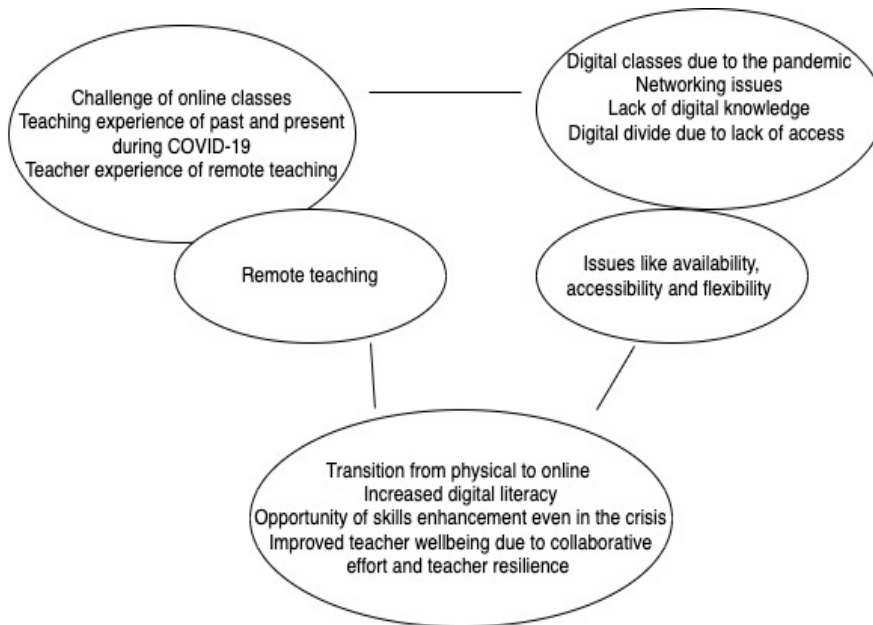 Challenge of online classes
Teaching experience of past and present
during COVID-19
Teacher experience of remote teaching
Digital classes due to the pandemic
Networking issues
Lack of digital knowledge
Digital divide due to lack of access
Remote teaching
Issues like availability,
accessibility and flexibility
Transition from physical to online
Increased digital literacy
Opportunity of skills enhancement even in the crisis
Improved teacher wellbeing due to collaborative
effort and teacher resilience